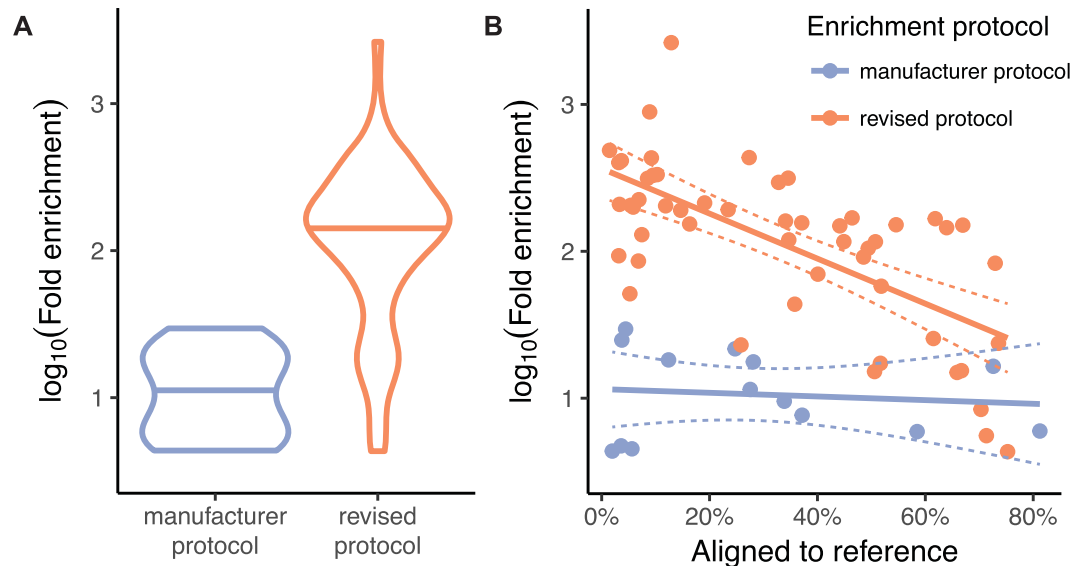 A
log10(Fold enrichment)
3
2
1
manufacturer
protocol
revised
protocol
B
log10(Fold enrichment)
3
2
1
Enrichment protocol
manufacturer protocol
revised protocol
0%
20%
40%
60%
80%
Aligned to reference